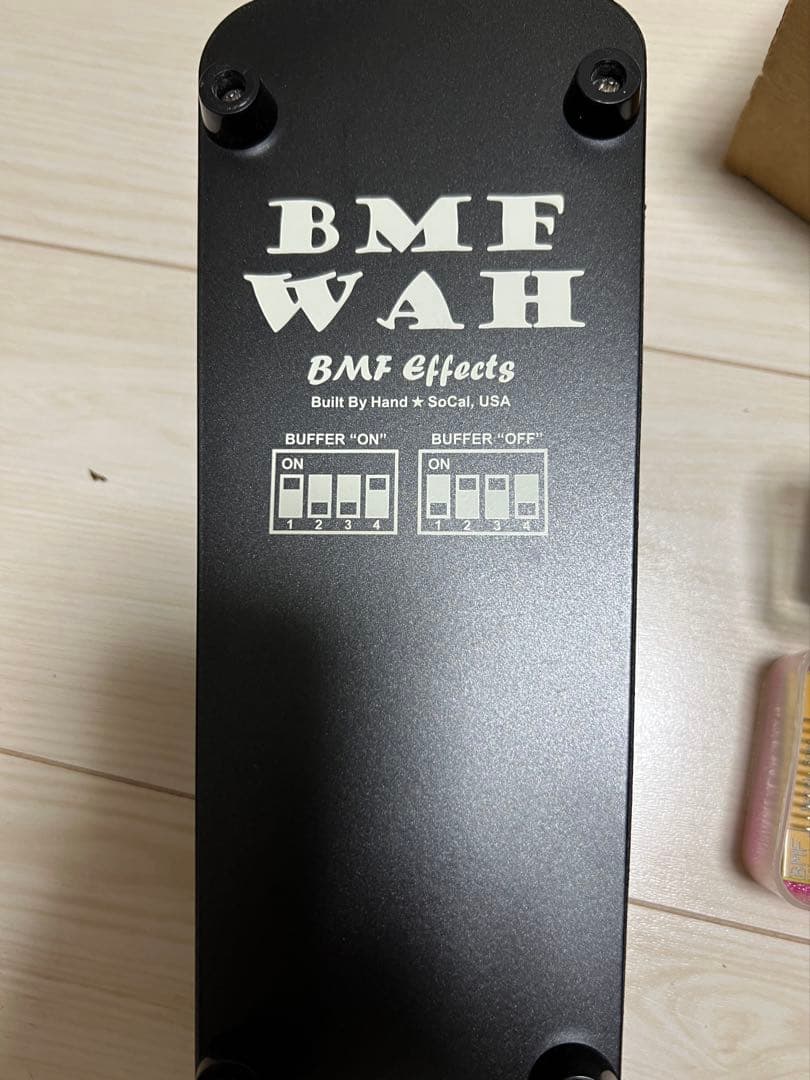 BMF
WAH
BMF Effects
Built By Hand ★ SoCal, USA
BUFFER “ON” BUFFER “OFF”
ON ON
1 2 3 4 1 2 3 4
BMF